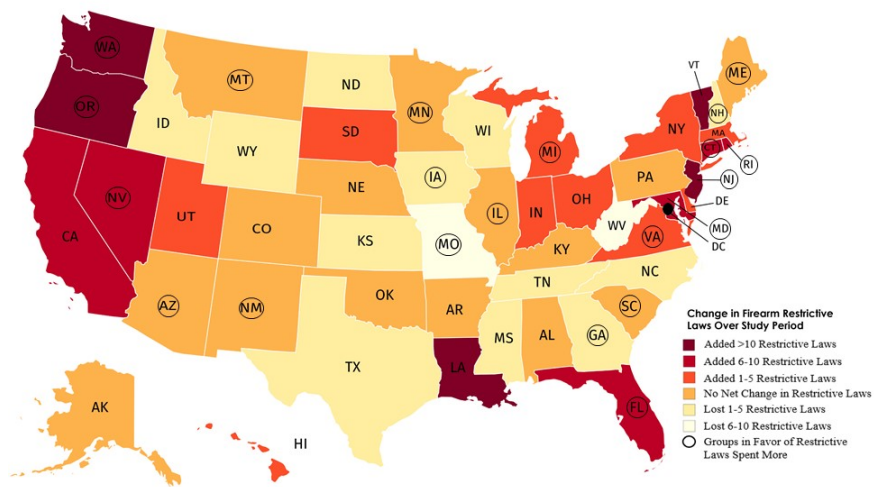 WA
MT
ND
MN
VT
ME
OR
ID
SD
WI
MI
NY
NH
MA
CT
RI
WY
IA
NE
PA
NJ
NV
UT
CO
IL
IN
OH
DE
MD
DC
CA
KS
MO
WV
VA
KY
NC
TN
AZ
NM
OK
AR
SC
MS
AL
GA
TX
LA
FL
AK
HI
Change in Firearm Restrictive
Laws Over Study Period
Added >10 Restrictive Laws
Added 6-10 Restrictive Laws
Added 1-5 Restrictive Laws
No Net Change in Restrictive Laws
Lost 1-5 Restrictive Laws
Lost 6-10 Restrictive Laws
Groups in Favor of Restrictive
Laws Spent More